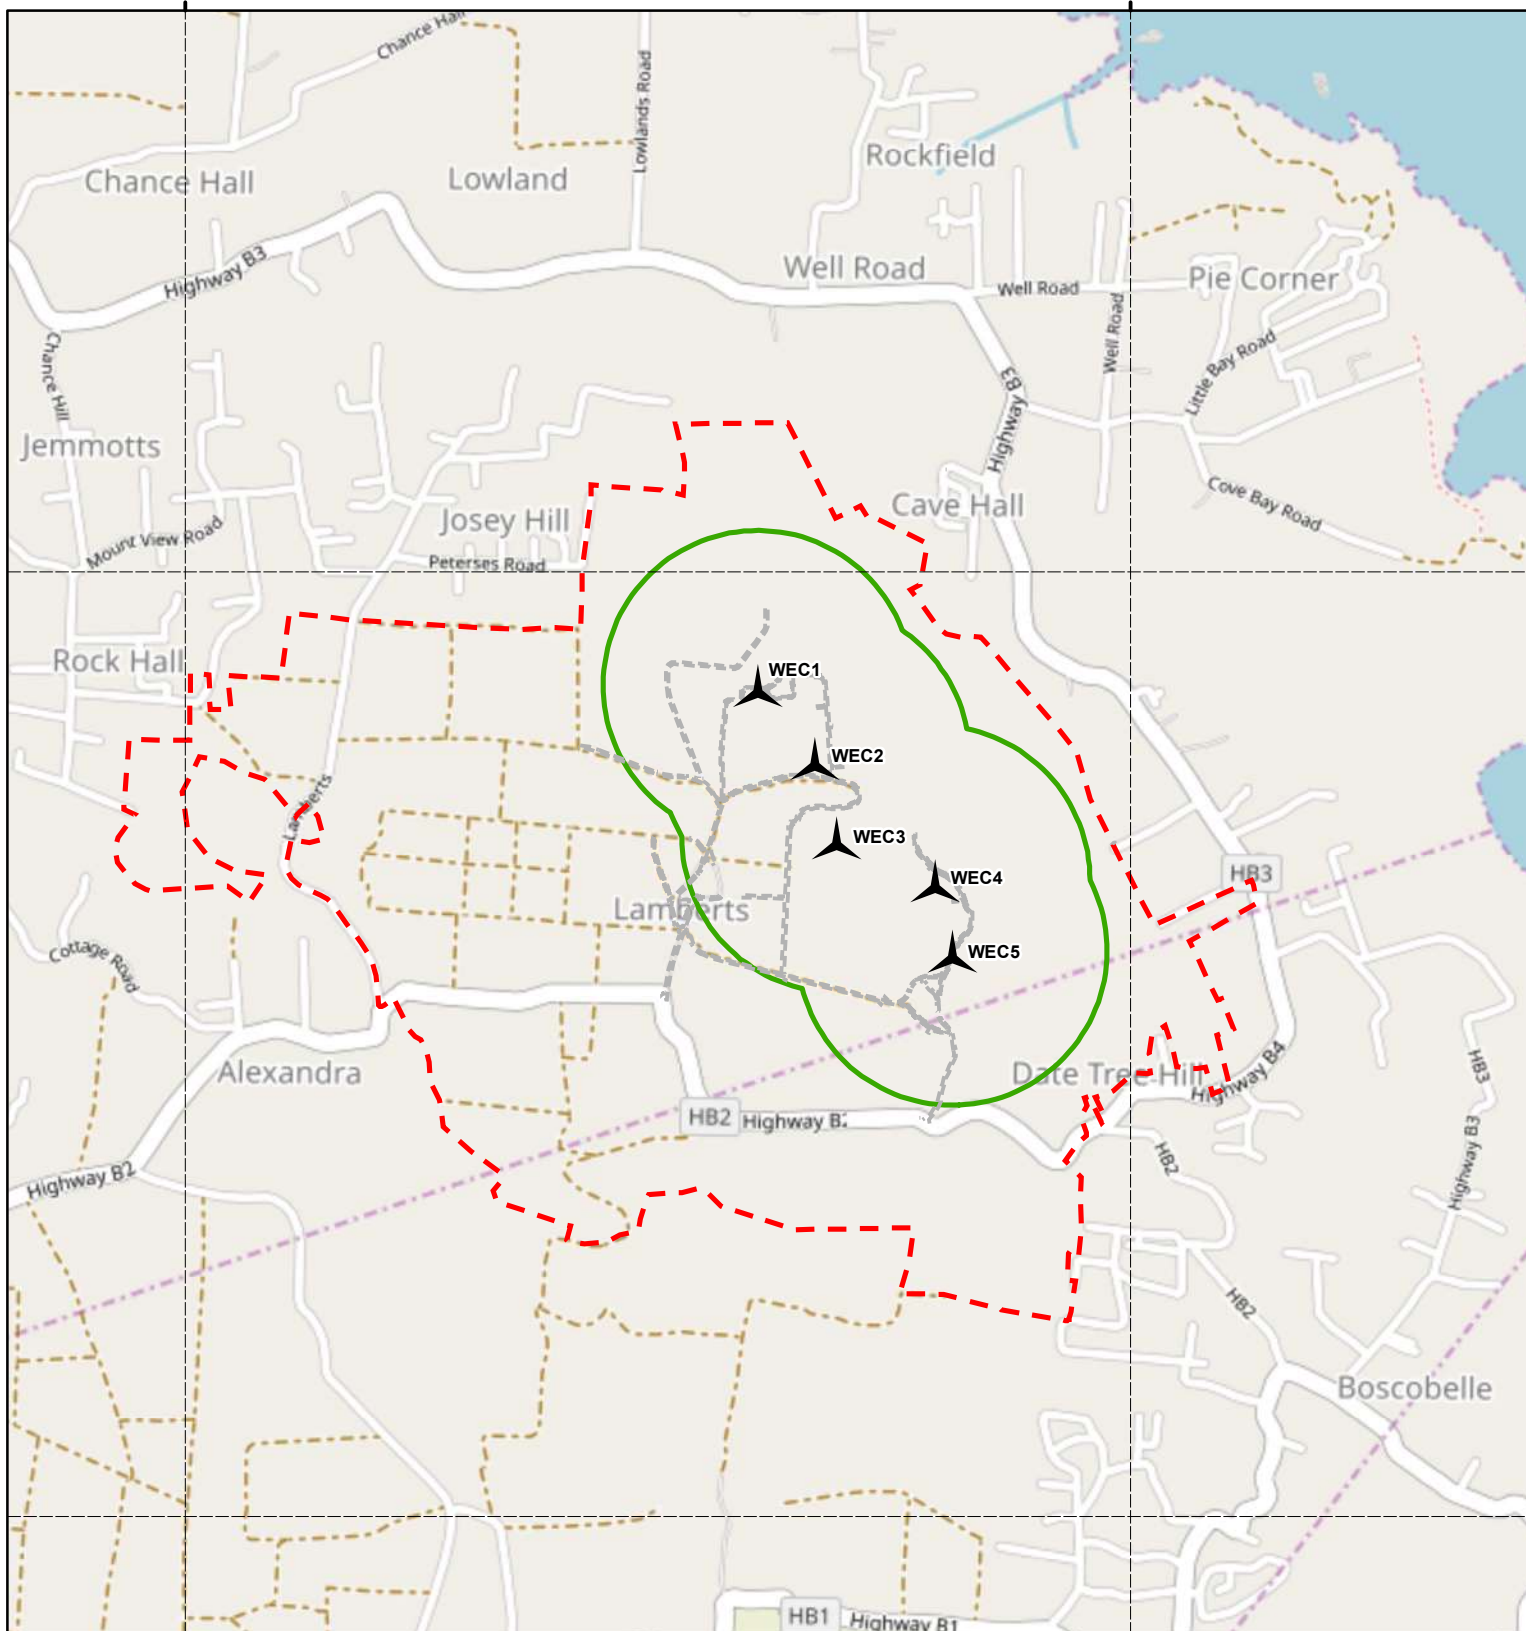 Chance Hall
Lowlands Road
Rockfield
Chance Hall
Lowland
Well Road
Pie Corner
Highway B3
Well Road
Well Road
Little Bay Road
Chance Hill
Highway B3
Jemmotts
Cave Hall
Cove Bay Road
Josey Hill
Mount View Road
Peterses Road
Rock Hall
WEC1
WEC2
Lamberts
WEC3
HB3
WEC4
Lamberts
WEC5
Cottage Road
Alexandra
Date Tree Hill
Highway B4
HB3
HB2
Highway B2
HB2
Highway B3
Highway B2
HB2
Boscobelle
HB1
Highway B1